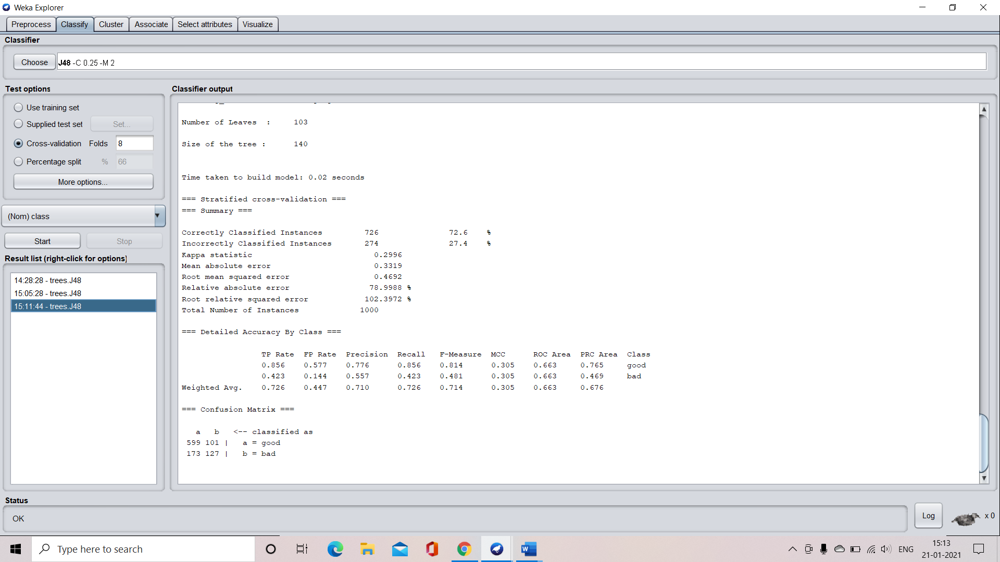 Weka Explorer
Preprocess Classify Cluster Associate Select attributes Visualize
Classifier
Choose J48 -C 0.25 -M 2
Test options
Use training set
Supplied test set Set...
Cross-validation Folds 8
Percentage split % 66
More options...
(Nom) class
Start Stop
Result list (right-click for options)
14:28:28 - trees.J48
15:05:28 - trees.J48
15:11:44 - trees.J48
Classifier output
Number of Leaves : 103
Size of the tree : 140
Time taken to build model: 0.02 seconds
=== Stratified cross-validation ===
=== Summary ===
Correctly Classified Instances 726 72.6 %
Incorrectly Classified Instances 274 27.4 %
Kappa statistic 0.2996
Mean absolute error 0.3319
Root mean squared error 0.4692
Relative absolute error 78.9988 %
Root relative squared error 102.3972 %
Total Number of Instances 1000
=== Detailed Accuracy By Class ===
TP Rate FP Rate Precision Recall F-Measure MCC ROC Area PRC Area Class
0.856 0.577 0.776 0.856 0.814 0.305 0.663 0.765 good
0.423 0.144 0.557 0.423 0.481 0.305 0.663 0.469 bad
Weighted Avg. 0.726 0.447 0.710 0.726 0.714 0.305 0.663 0.676
=== Confusion Matrix ===
a b <-- classified as
599 101 | a = good
173 127 | b = bad
Status
OK
Log
x 0
Type here to search
ENG
15:13
21-01-2021